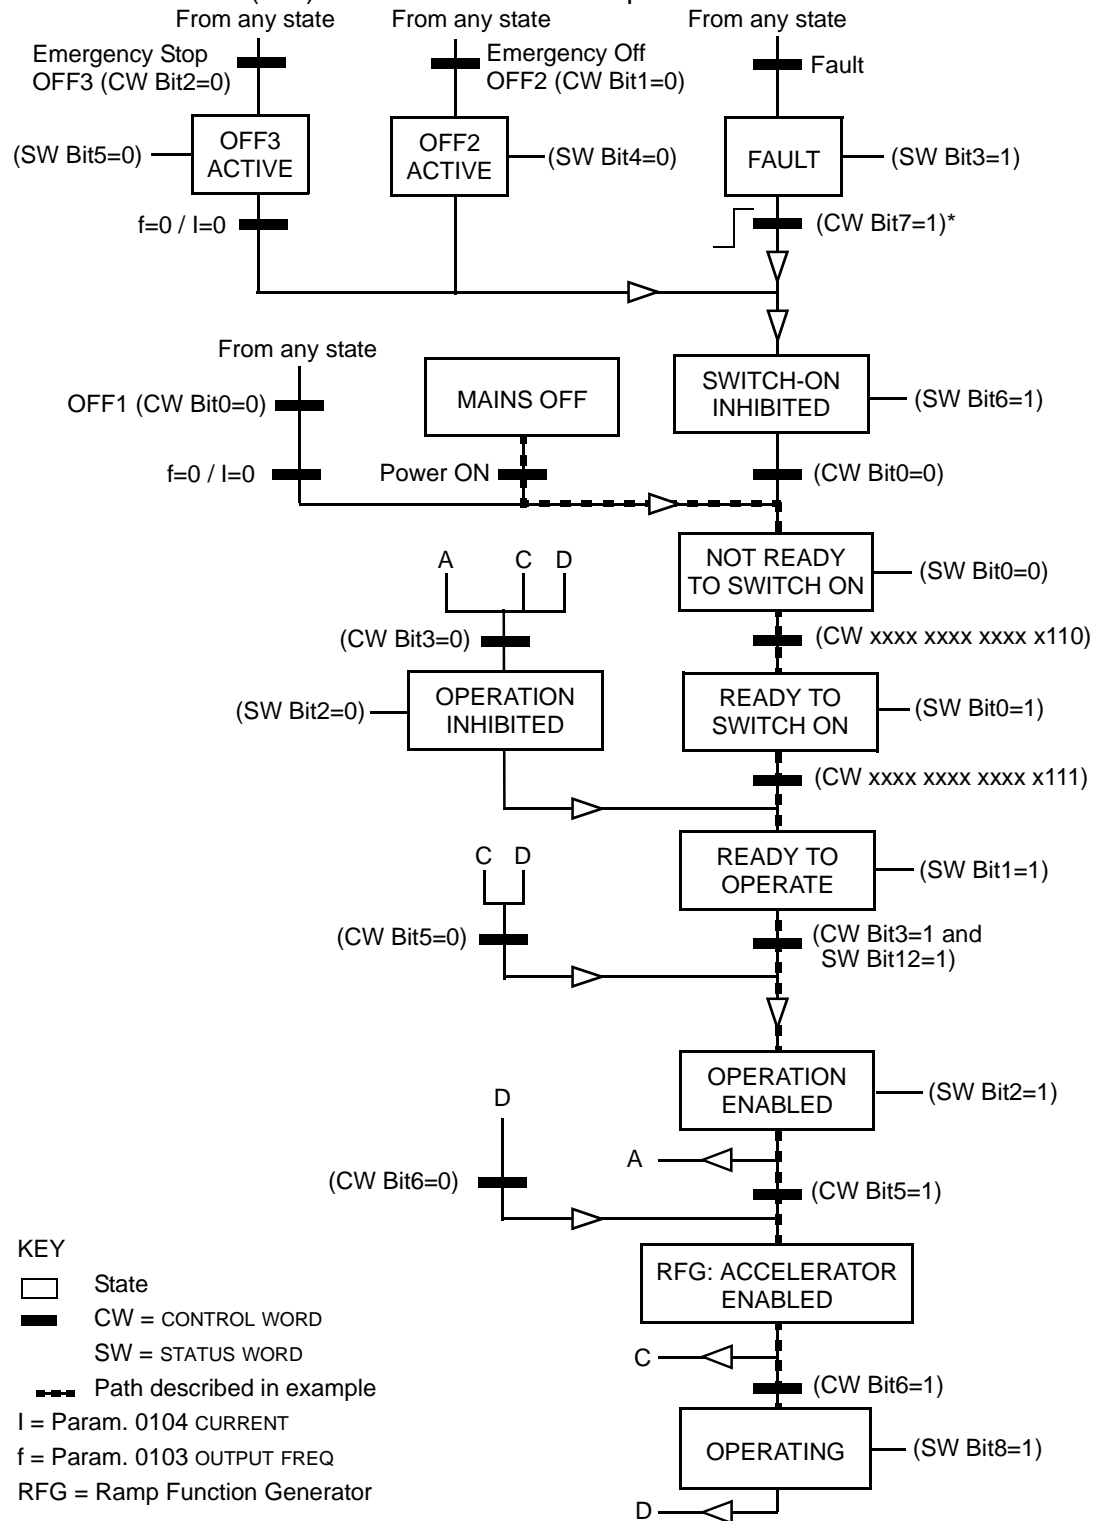 From any state
From any state
From any state
Emergency Stop
OFF3 (CW Bit2=0)
Emergency Off
OFF2 (CW Bit1=0)
Fault
(SW Bit5=0)
OFF3
ACTIVE
OFF2
ACTIVE
(SW Bit4=0)
FAULT
(SW Bit3=1)
f=0 / I=0
(CW Bit7=1)*
From any state
OFF1 (CW Bit0=0)
MAINS OFF
SWITCH-ON
INHIBITED
(SW Bit6=1)
f=0 / I=0
Power ON
(CW Bit0=0)
NOT READY
TO SWITCH ON
(SW Bit0=0)
A
C
D
(CW Bit3=0)
(CW xxxx xxxx xxxx x110)
(SW Bit2=0)
OPERATION
INHIBITED
READY TO
SWITCH ON
(SW Bit0=1)
(CW xxxx xxxx xxxx x111)
C
D
READY TO
OPERATE
(SW Bit1=1)
(CW Bit5=0)
(CW Bit3=1 and
SW Bit12=1)
OPERATION
ENABLED
(SW Bit2=1)
D
A
(CW Bit6=0)
(CW Bit5=1)
RFG: ACCELERATOR
ENABLED
C
(CW Bit6=1)
OPERATING
(SW Bit8=1)
D
KEY
State
CW = CONTROL WORD
SW = STATUS WORD
Path described in example
I = Param. 0104 CURRENT
f = Param. 0103 OUTPUT FREQ
RFG = Ramp Function Generator